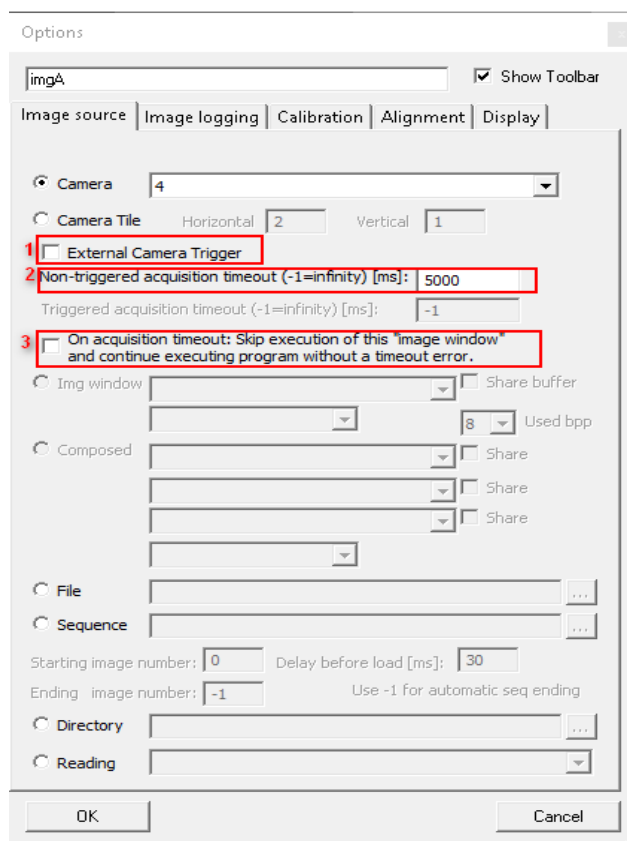 Options
imgA
Show Toolbar
Image source Image logging Calibration Alignment Display
Camera 4
Camera Tile Horizontal 2 Vertical 1
1 External Camera Trigger
2 Non-triggered acquisition timeout (-1=infinity) [ms]: 5000
Triggered acquisition timeout (-1=infinity) [ms]: -1
3 On acquisition timeout: Skip execution of this "image window"
and continue executing program without a timeout error.
Img window Share buffer
8 Used bpp
Composed Share
Share
Share
File ...
Sequence ...
Starting image number: 0 Delay before load [ms]: 30
Ending image number: -1 Use -1 for automatic seq ending
Directory ...
Reading
OK Cancel